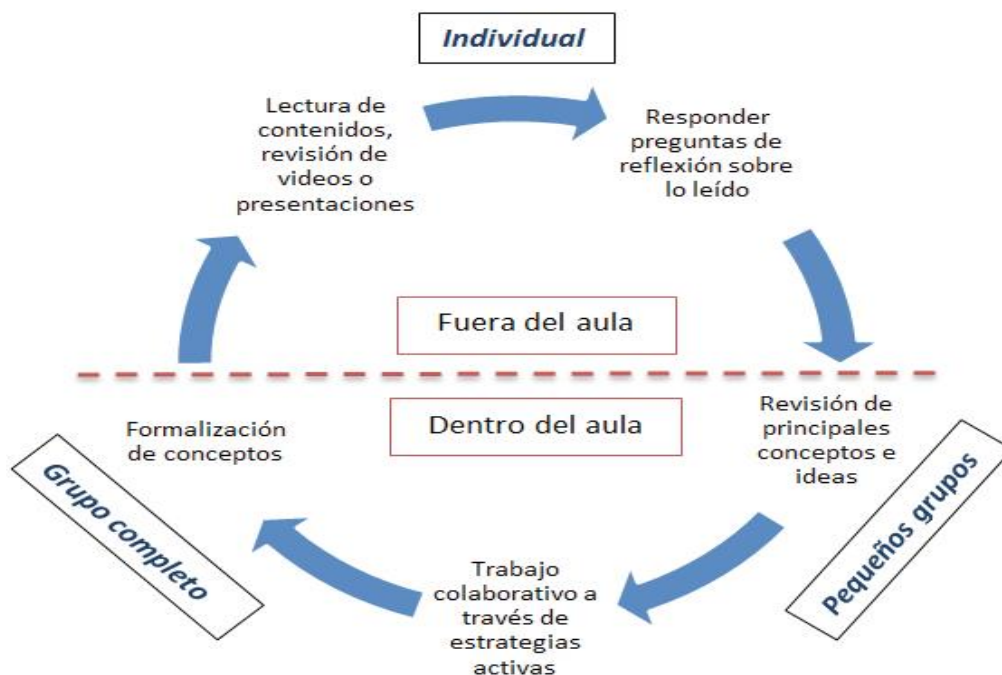 Individual
Lectura de
contenidos,
revisión de
videos o
presentaciones
Responder
preguntas de
reflexión sobre
lo leído
Fuera del aula
Dentro del aula
Revisión de
principales
conceptos e
ideas
Pequeños grupos
Trabajo
colaborativo a
través de
estrategias
activas
Formalización
de conceptos
Grupo completo